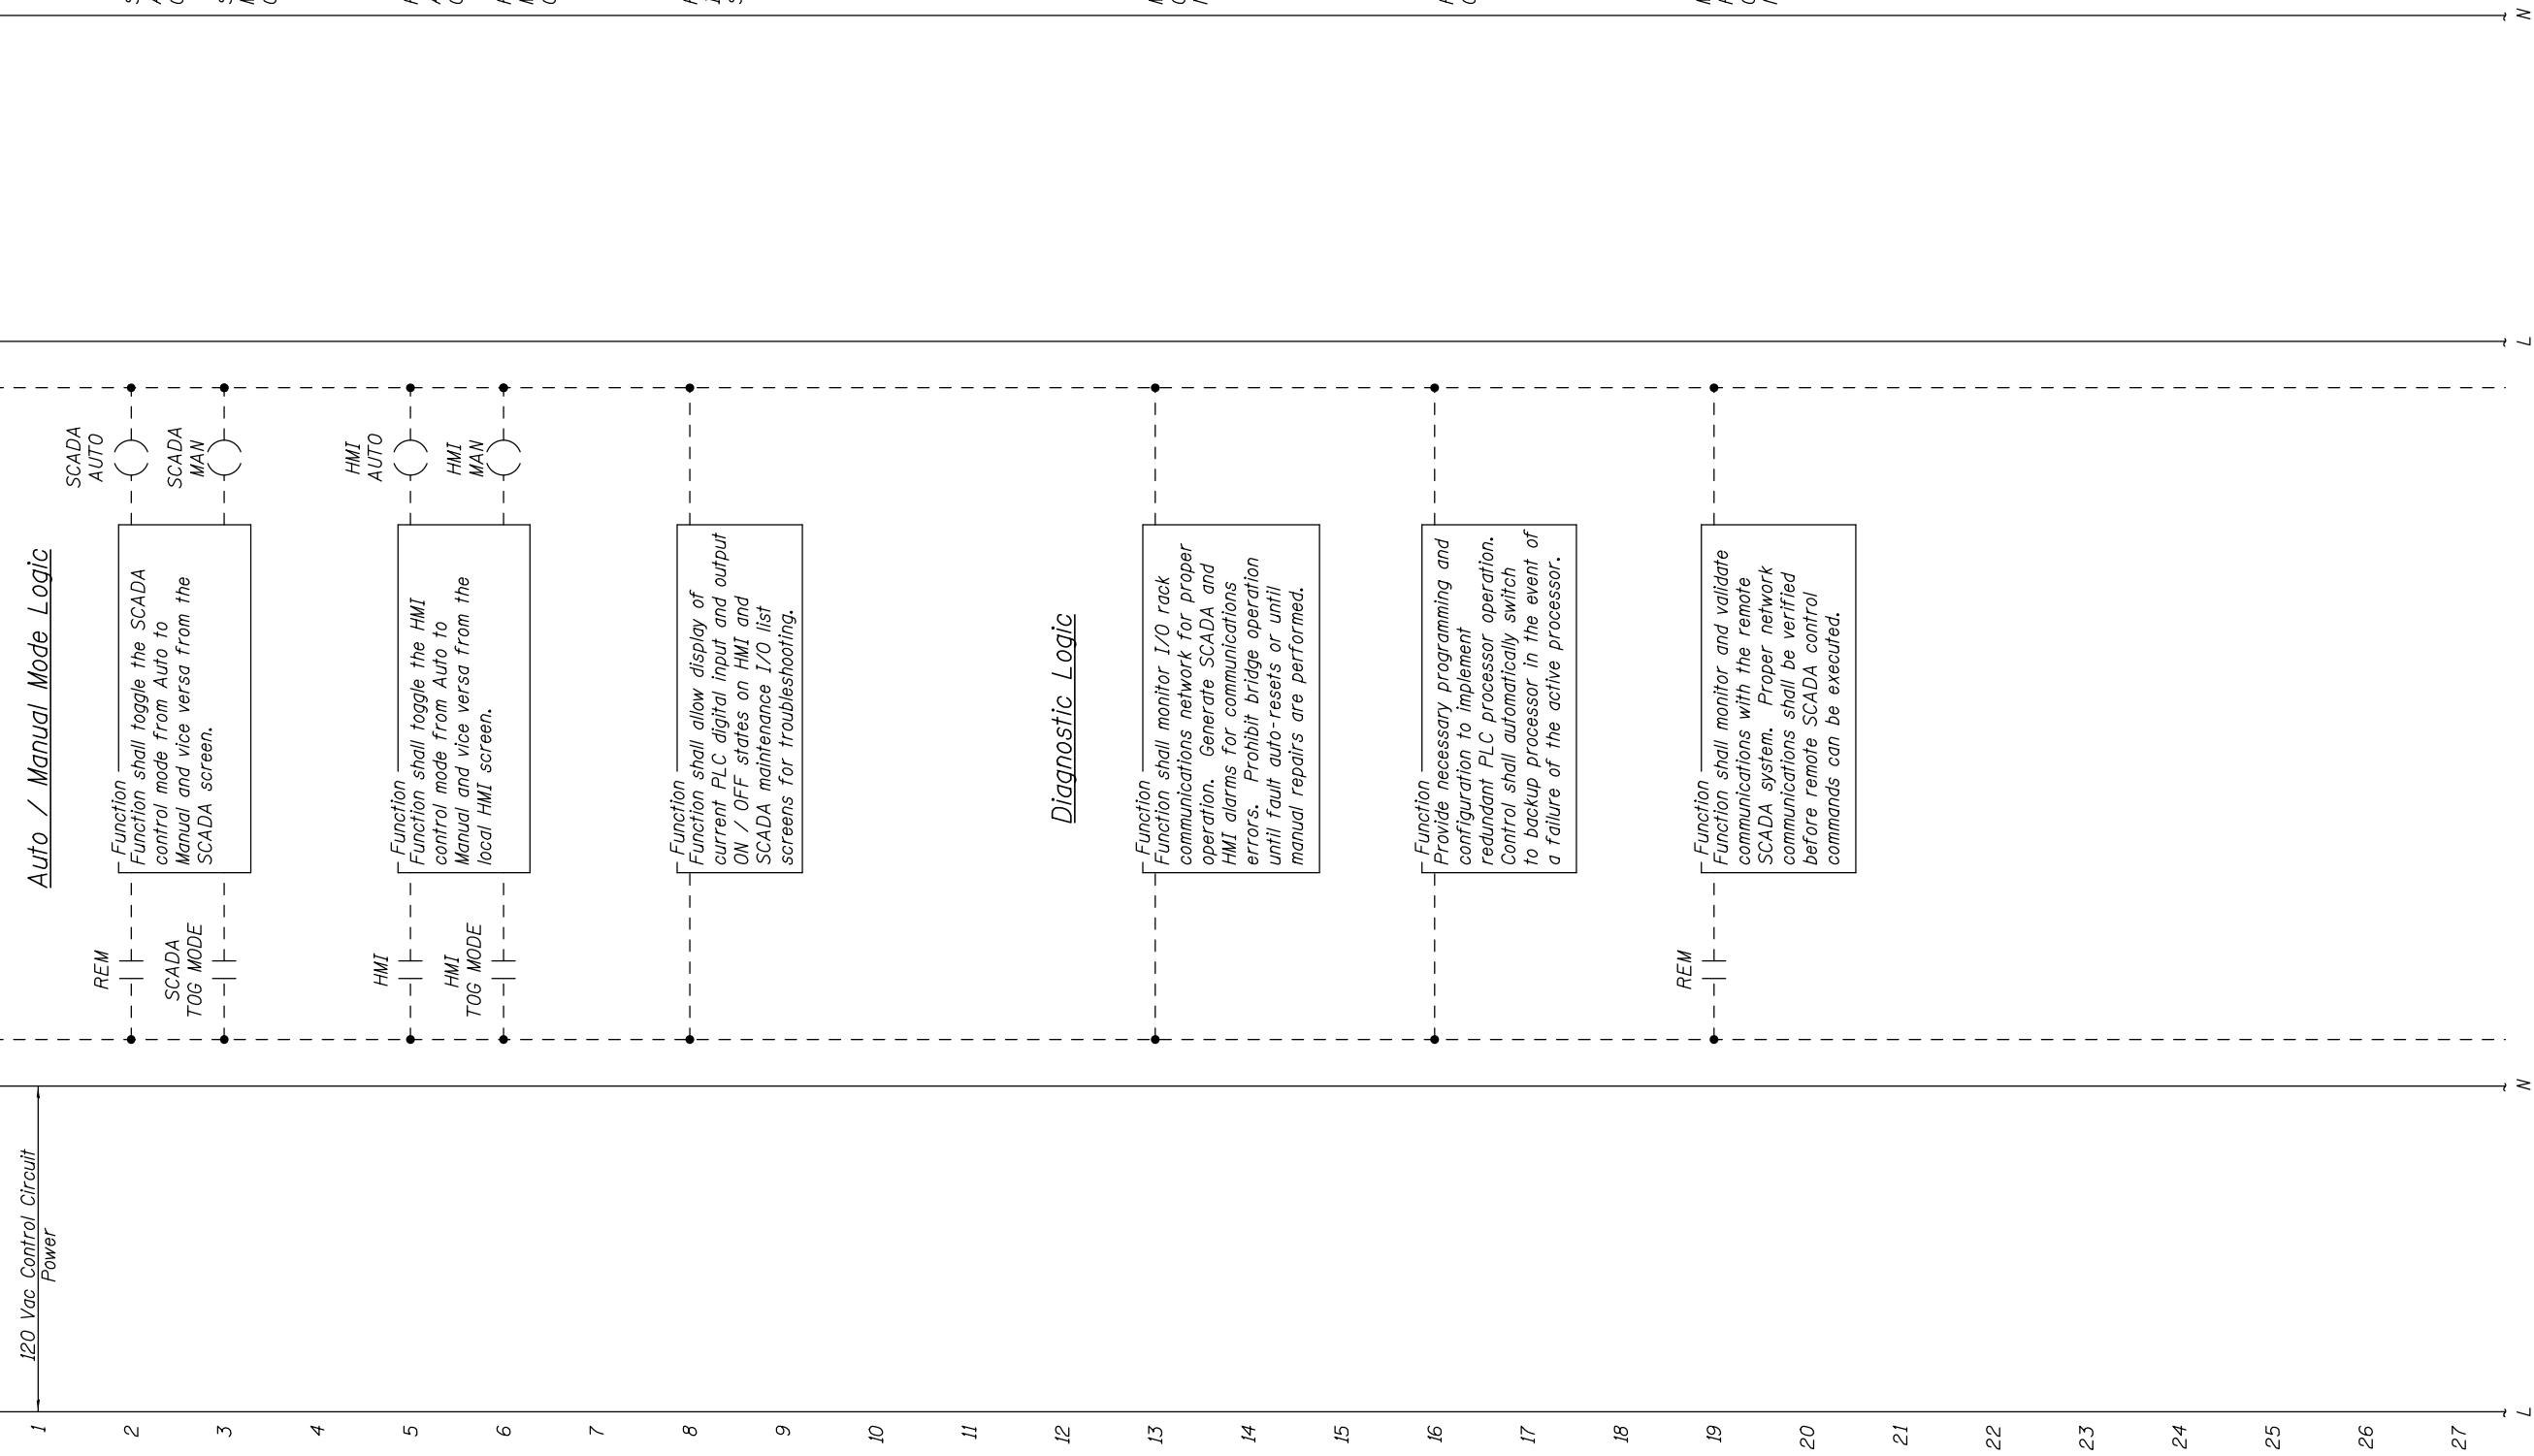 120 Vac Control Circuit
Power
Auto / Manual Mode Logic
1
2
REM
Function
Function shall toggle the SCADA
control mode from Auto to
Manual and vice versa from the
SCADA screen.
SCADA
AUTO
3
SCADA
TOG MODE
SCADA
MAN
4
5
HMI
Function
Function shall toggle the HMI
control mode from Auto to
Manual and vice versa from the
local HMI screen.
HMI
AUTO
6
HMI
TOG MODE
HMI
MAN
7
8
Function
Function shall allow display of
current PLC digital input and output
ON / OFF states on HMI and
SCADA maintenance I/O list
screens for troubleshooting.
9
10
11
12
Diagnostic Logic
13
Function
Function shall monitor I/O rack
communications network for proper
operation. Generate SCADA and
HMI alarms for communications
errors. Prohibit bridge operation
until fault auto-resets or until
manual repairs are performed.
14
15
16
Function
Provide necessary programming and
configuration to implement
redundant PLC processor operation.
Control shall automatically switch
to backup processor in the event of
a failure of the active processor.
17
18
19
REM
Function
Function shall monitor and validate
communications with the remote
SCADA system. Proper network
communications shall be verified
before remote SCADA control
commands can be executed.
20
21
22
23
24
25
26
27
L
N
L
N